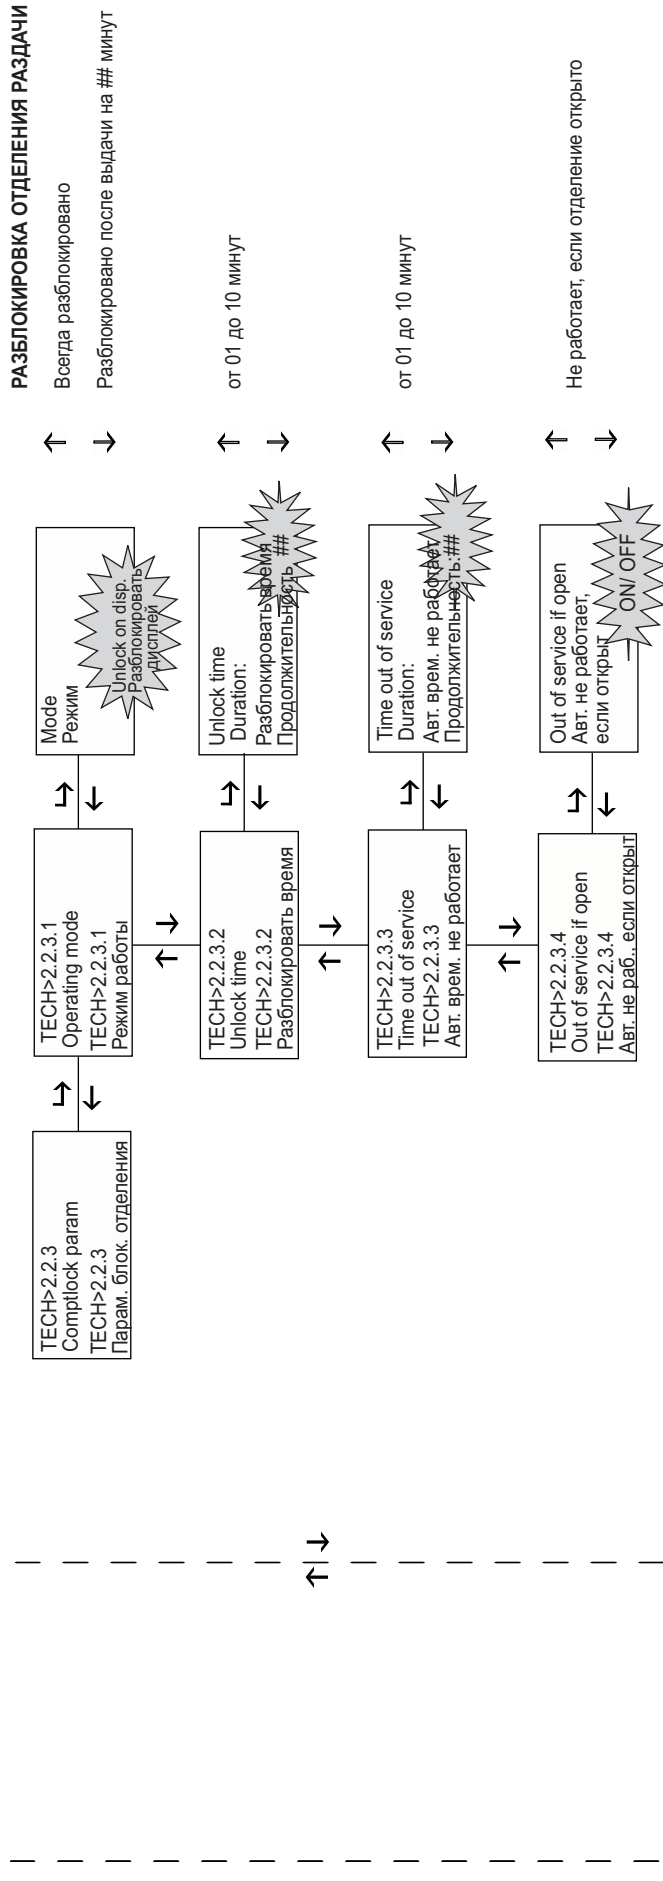 РАЗБЛОКИРОВКА ОТДЕЛЕНИЯ РАЗДАЧИ
TECH>2.2.3
Comptlock param
TECH>2.2.3
Парам. блок. отделения
TECH>2.2.3.1
Operating mode
TECH>2.2.3.1
Режим работы
Mode
Режим
Unlock on disp.
Разблокировать
дисплей
Всегда разблокировано
Разблокировано после выдачи на ## минут
TECH>2.2.3.2
Unlock time
TECH>2.2.3.2
Разблокировать время
Unlock time
Duration:
Разблокировать время
Продолжительность ##
от 01 до 10 минут
TECH>2.2.3.3
Time out of service
TECH>2.2.3.3
Авт. врем. не работает
Time out of service
Duration:
Авт. врем. не работает,
Продолжительность:##
от 01 до 10 минут
TECH>2.2.3.4
Out of service if open
TECH>2.2.3.4
Авт. не раб., если открыт
Out of service if open
Авт. не работает,
если открыт
ON/ OFF
Не работает, если отделение открыто